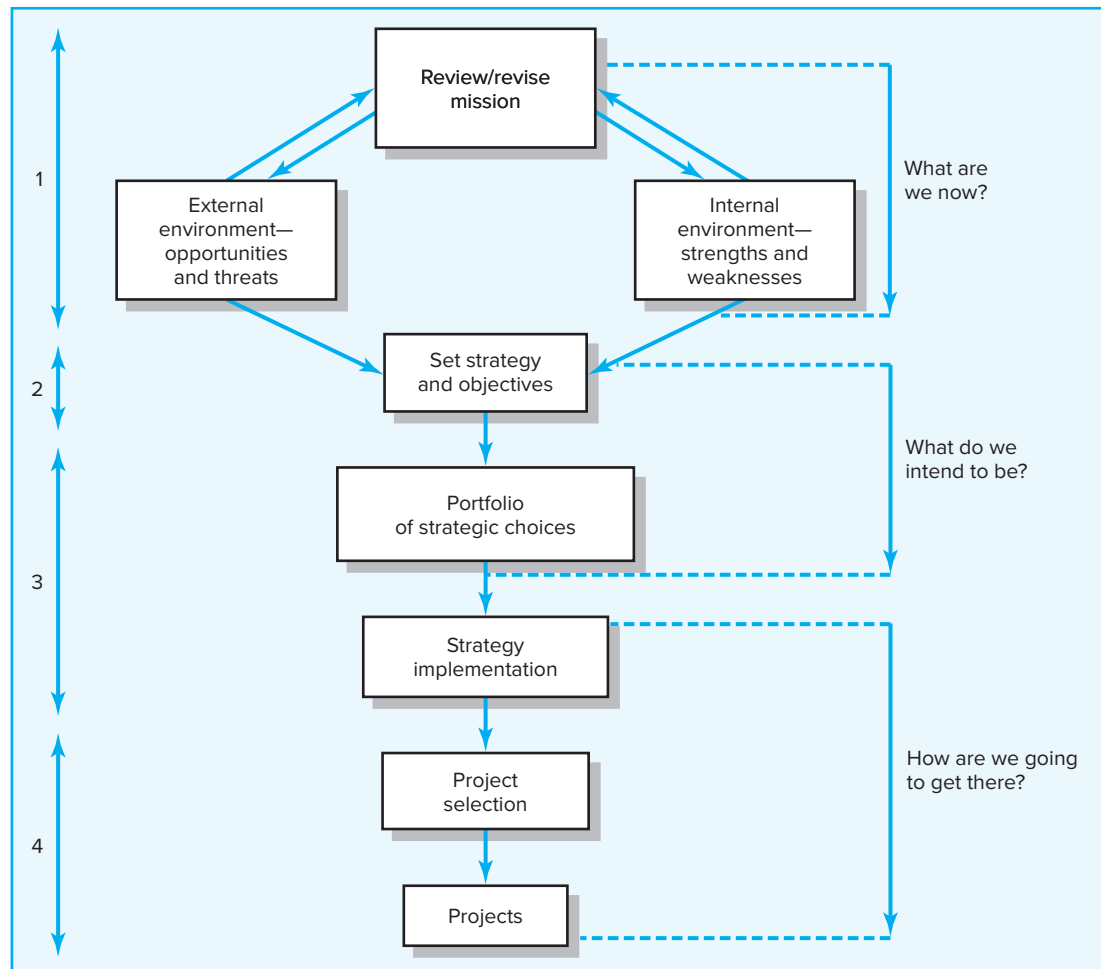 Review/revise
mission
1
What are
we now?
External
environment—
opportunities
and threats
Internal
environment—
strengths and
weaknesses
2
Set strategy
and objectives
What do we
intend to be?
Portfolio
of strategic choices
3
Strategy
implementation
How are we going
to get there?
Project
selection
4
Projects